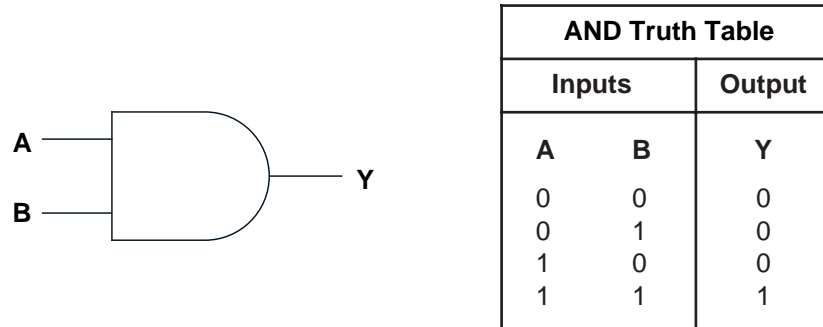 A
B
Y
AND Truth Table
Inputs Output
A B Y
0 0 0
0 1 0
1 0 0
1 1 1